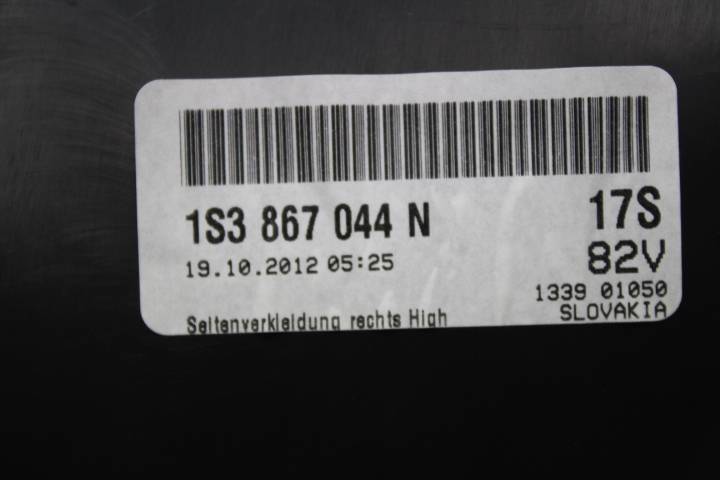 1S3 867 044 N 17S
19.10.2012 05:25 82V
1339 01050
Seitenverkleidung rechts High SLOVAKIA